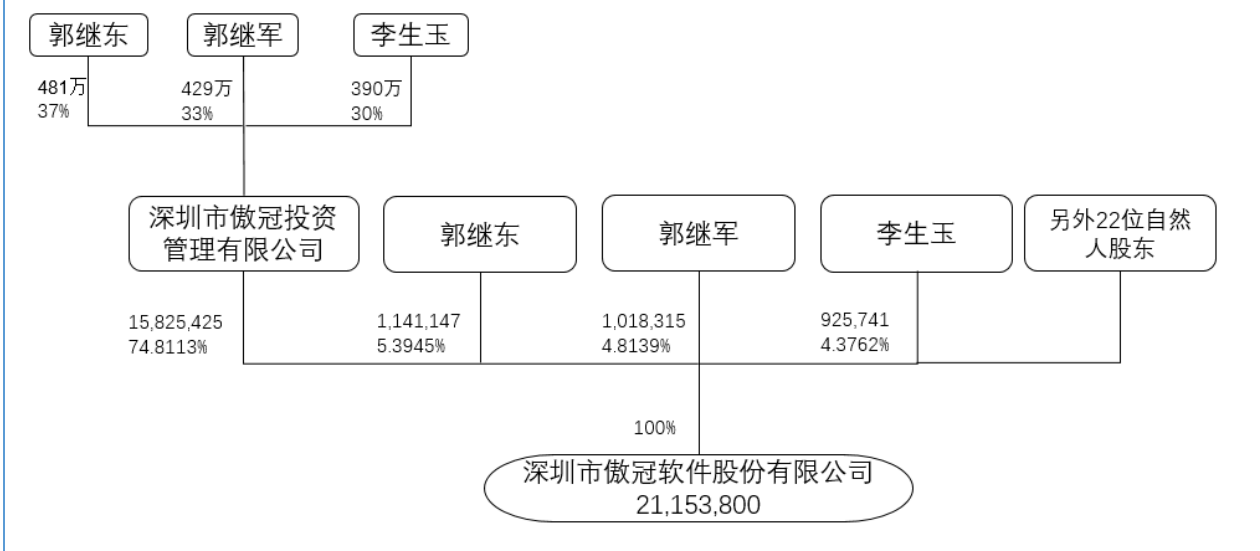 郭继东
郭继军
李生玉
481万
37%
429万
33%
390万
30%
深圳市傲冠投资
管理有限公司
郭继东
郭继军
李生玉
另外22位自然
人股东
15,825,425
74.8113%
1,141,147
5.3945%
1,018,315
4.8139%
925,741
4.3762%
100%
深圳市傲冠软件股份有限公司
21,153,800